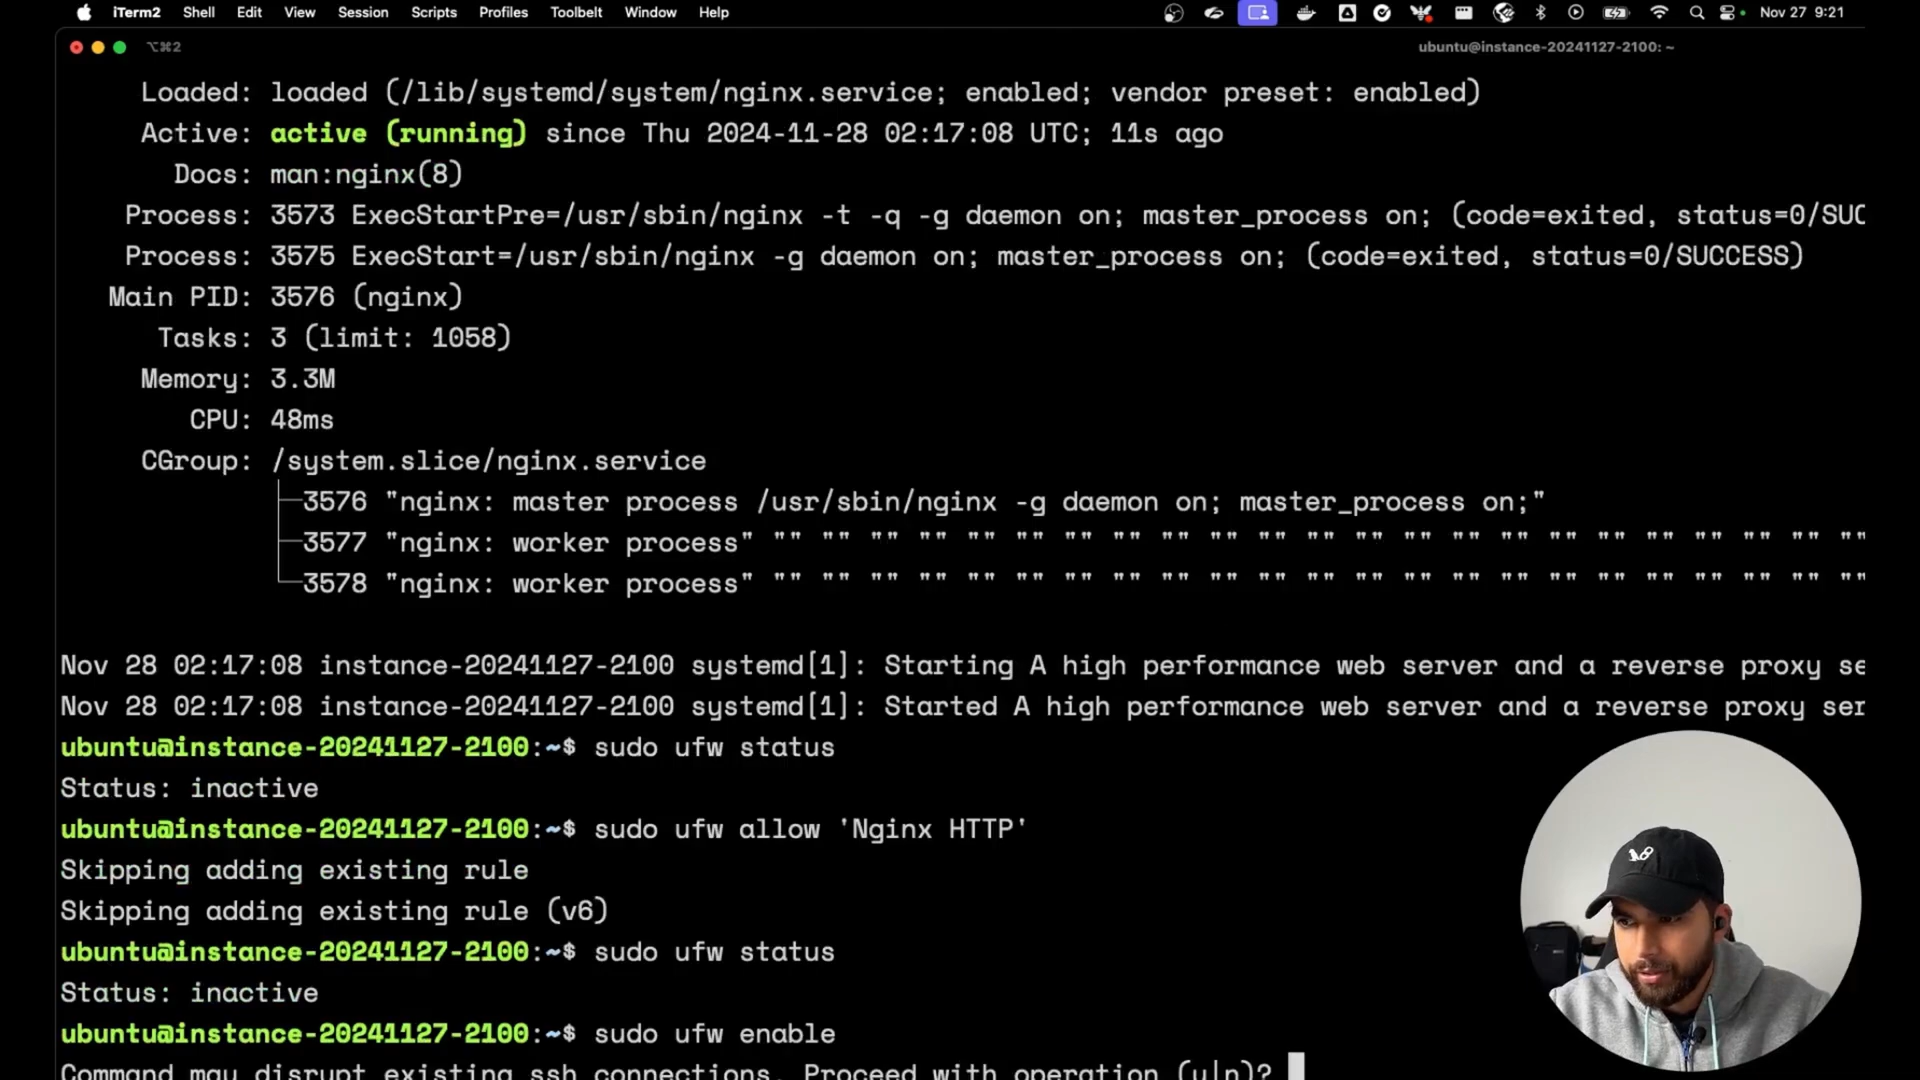 iTerm2 Shell Edit View Session Scripts Profiles Toolbelt Window Help Nov 27 9:21
⌥⌘2 ubuntu@instance-20241127-2100: ~
Loaded: loaded (/lib/systemd/system/nginx.service; enabled; vendor preset: enabled)
Active: active (running) since Thu 2024-11-28 02:17:08 UTC; 11s ago
Docs: man:nginx(8)
Process: 3573 ExecStartPre=/usr/sbin/nginx -t -q -g daemon on; master_process on; (code=exited, status=0/SUC
Process: 3575 ExecStart=/usr/sbin/nginx -g daemon on; master_process on; (code=exited, status=0/SUCCESS)
Main PID: 3576 (nginx)
Tasks: 3 (limit: 1058)
Memory: 3.3M
CPU: 48ms
CGroup: /system.slice/nginx.service
├─3576 "nginx: master process /usr/sbin/nginx -g daemon on; master_process on;"
├─3577 "nginx: worker process" "" "" "" "" "" "" "" "" "" "" "" "" "" "" "" "" "" "" "" "" "" "" ""
└─3578 "nginx: worker process" "" "" "" "" "" "" "" "" "" "" "" "" "" "" "" "" "" "" "" "" "" "" ""
Nov 28 02:17:08 instance-20241127-2100 systemd[1]: Starting A high performance web server and a reverse proxy se
Nov 28 02:17:08 instance-20241127-2100 systemd[1]: Started A high performance web server and a reverse proxy ser
ubuntu@instance-20241127-2100:~$ sudo ufw status
Status: inactive
ubuntu@instance-20241127-2100:~$ sudo ufw allow 'Nginx HTTP'
Skipping adding existing rule
Skipping adding existing rule (v6)
ubuntu@instance-20241127-2100:~$ sudo ufw status
Status: inactive
ubuntu@instance-20241127-2100:~$ sudo ufw enable
Command may disrupt existing ssh connections. Proceed with operation (y|n)?